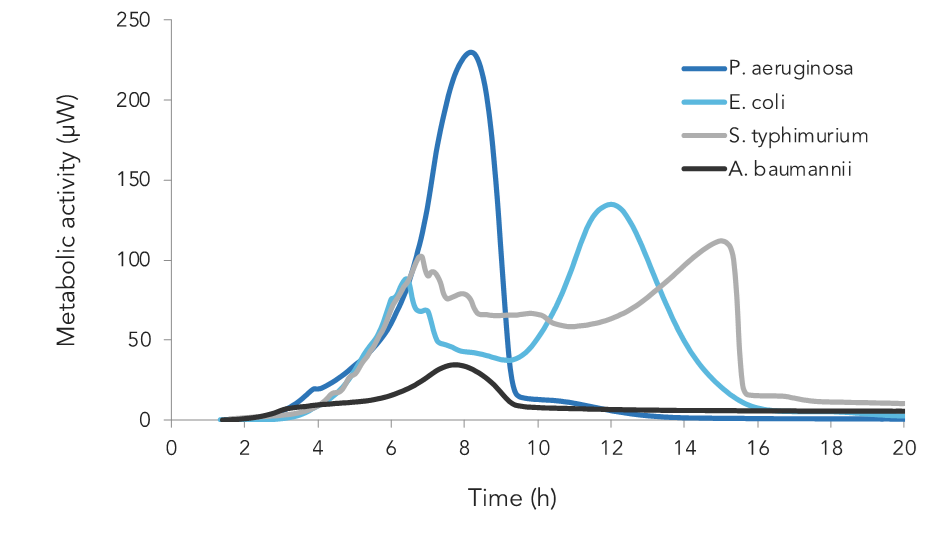 250
200
150
100
50
0
Metabolic activity (µW)
P. aeruginosa
E. coli
S. typhimurium
A. baumannii
0 2 4 6 8 10 12 14 16 18 20
Time (h)